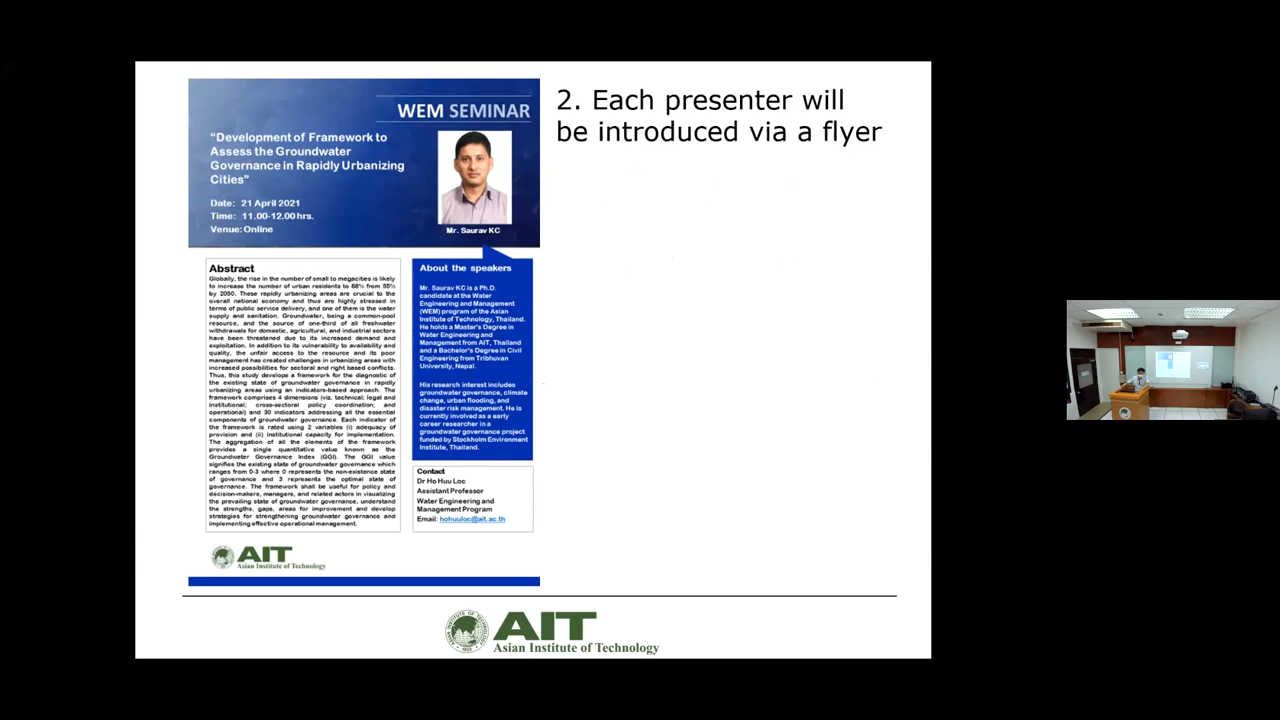 2. Each presenter will
be introduced via a flyer
WEM SEMINAR
“Development of Framework to
Assess the Groundwater
Governance in Rapidly Urbanizing
Cities”
Date: 21 April 2021
Time: 11.00-12.00 hrs.
Venue: Online
Mr. Saurav KC
Abstract
Globally, the rise in the number of small to megacities is likely
to increase the number of urban residents to 68% from 55%
by 2050. These rapidly urbanizing areas are crucial to the
overall national economy and thus are highly stressed in
terms of public service delivery, and one of them is the water
supply and sanitation. Groundwater, being a common-pool
resource, and the source of one-third of all freshwater
withdrawals for domestic, agricultural, and industrial sectors
have been threatened due to its increased demand and
exploitation. In addition to its vulnerability to availability and
quality, the unfair access to the resource and its poor
management has created challenges in urbanizing areas with
increased possibilities for sectoral and right based conflicts.
Thus, this study develops a framework for the diagnostic of
the existing state of groundwater governance in rapidly
urbanizing areas using an indicators-based approach. The
framework comprises 4 dimensions (viz. technical; legal and
institutional; cross-sectoral policy coordination; and
operational) and 30 indicators addressing all the essential
components of groundwater governance. Each indicator of
the framework is rated using 2 variables (i) adequacy of
provision and (ii) institutional capacity for implementation.
The aggregation of all the elements of the framework
provides a single quantitative value known as the
Groundwater Governance Index (GGI). The GGI value
signifies the existing state of groundwater governance which
ranges from 0-3 where 0 represents the non-existence state
of governance and 3 represents the optimal state of
governance. The framework shall be useful for policy and
decision-makers, managers, and related actors in visualizing
the prevailing state of groundwater governance, understand
the strengths, gaps, areas for improvement and develop
strategies for strengthening groundwater governance and
implementing effective operational management.
About the speakers
Mr. Saurav KC is a Ph.D.
candidate at the Water
Engineering and Management
(WEM) program of the Asian
Institute of Technology, Thailand.
He holds a Master's Degree in
Water Engineering and
Management from AIT, Thailand
and a Bachelor's Degree in Civil
Engineering from Tribhuvan
University, Nepal.
His research interest includes
groundwater governance, climate
change, urban flooding, and
disaster risk management. He is
currently involved as a early
career researcher in a
groundwater governance project
funded by Stockholm Environment
Institute, Thailand.
Contact
Dr Ho Huu Loc
Assistant Professor
Water Engineering and
Management Program
Email: hohuuloc@ait.ac.th
AIT
Asian Institute of Technology
AIT
Asian Institute of Technology